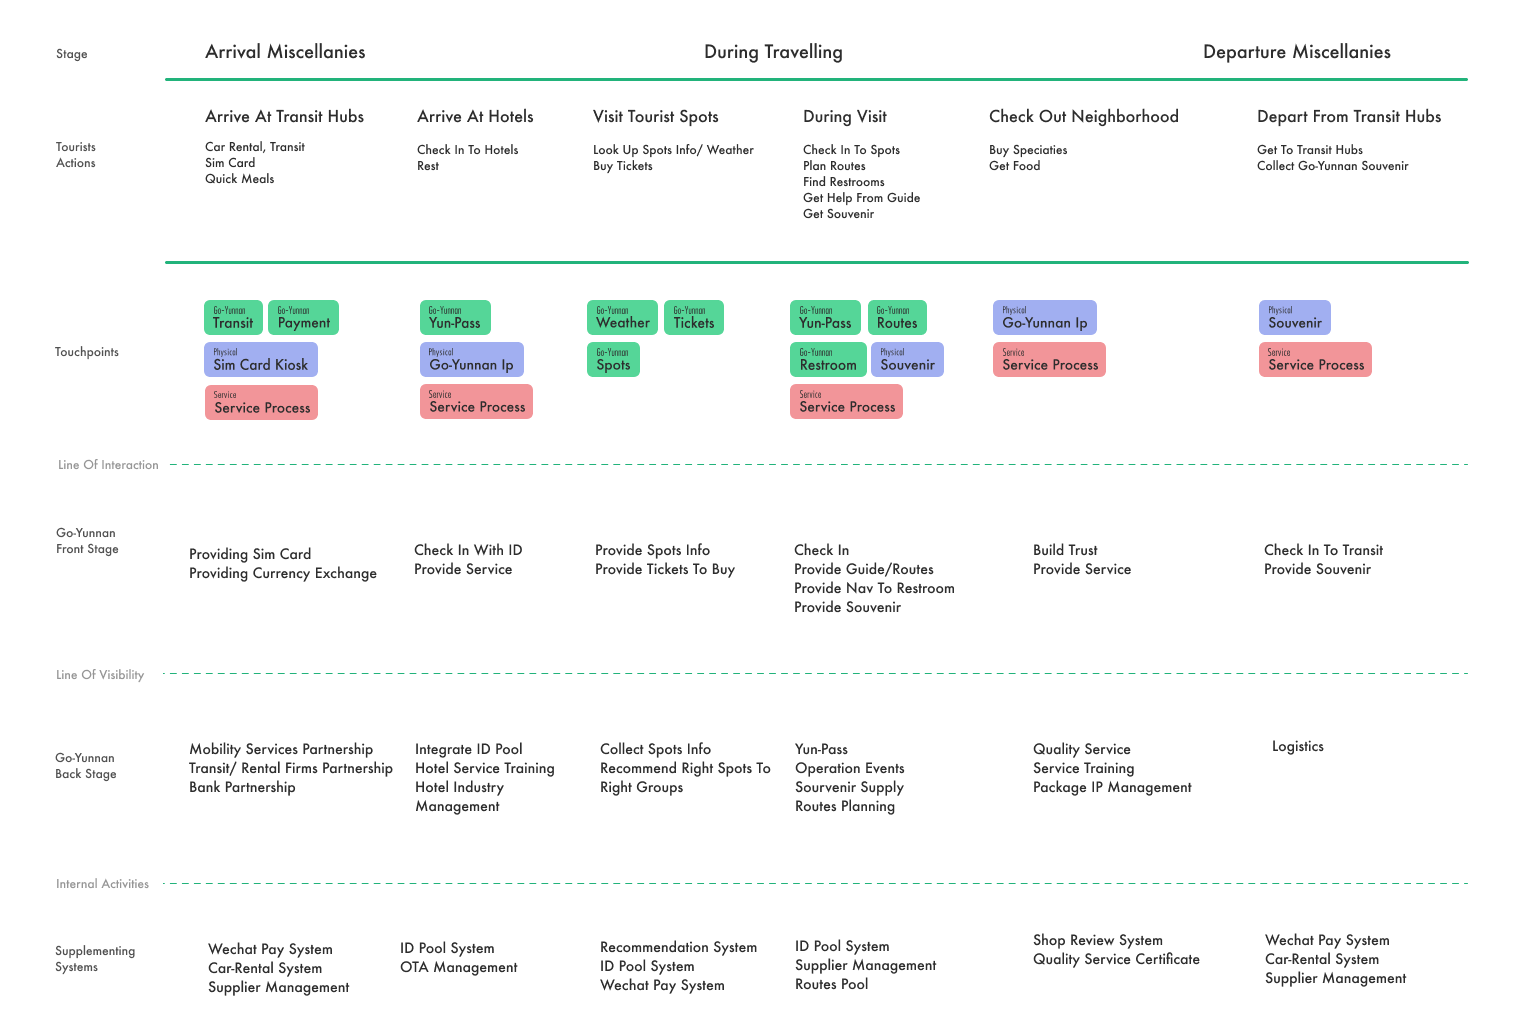 Stage
Arrival Miscellanies
During Travelling
Departure Miscellanies
Tourists
Actions
Arrive At Transit Hubs
Car Rental, Transit
Sim Card
Quick Meals
Arrive At Hotels
Check In To Hotels
Rest
Visit Tourist Spots
Look Up Spots Info/ Weather
Buy Tickets
During Visit
Check In To Spots
Plan Routes
Find Restrooms
Get Help From Guide
Get Souvenir
Check Out Neighborhood
Buy Speciaties
Get Food
Depart From Transit Hubs
Get To Transit Hubs
Collect Go-Yunnan Souvenir
Touchpoints
Go-Yunnan
Transit
Go-Yunnan
Payment
Physical
Sim Card Kiosk
Service
Service Process
Go-Yunnan
Yun-Pass
Physical
Go-Yunnan Ip
Service
Service Process
Go-Yunnan
Weather
Go-Yunnan
Tickets
Go-Yunnan
Spots
Go-Yunnan
Yun-Pass
Go-Yunnan
Routes
Go-Yunnan
Restroom
Physical
Souvenir
Service
Service Process
Physical
Go-Yunnan Ip
Service
Service Process
Physical
Souvenir
Service
Service Process
Line Of Interaction
Go-Yunnan
Front Stage
Providing Sim Card
Providing Currency Exchange
Check In With ID
Provide Service
Provide Spots Info
Provide Tickets To Buy
Check In
Provide Guide/Routes
Provide Nav To Restroom
Provide Souvenir
Build Trust
Provide Service
Check In To Transit
Provide Souvenir
Line Of Visibility
Go-Yunnan
Back Stage
Mobility Services Partnership
Transit/ Rental Firms Partnership
Bank Partnership
Integrate ID Pool
Hotel Service Training
Hotel Industry
Management
Collect Spots Info
Recommend Right Spots To
Right Groups
Yun-Pass
Operation Events
Sourvenir Supply
Routes Planning
Quality Service
Service Training
Package IP Management
Logistics
Internal Activities
Supplementing
Systems
Wechat Pay System
Car-Rental System
Supplier Management
ID Pool System
OTA Management
Recommendation System
ID Pool System
Wechat Pay System
ID Pool System
Supplier Management
Routes Pool
Shop Review System
Quality Service Certificate
Wechat Pay System
Car-Rental System
Supplier Management